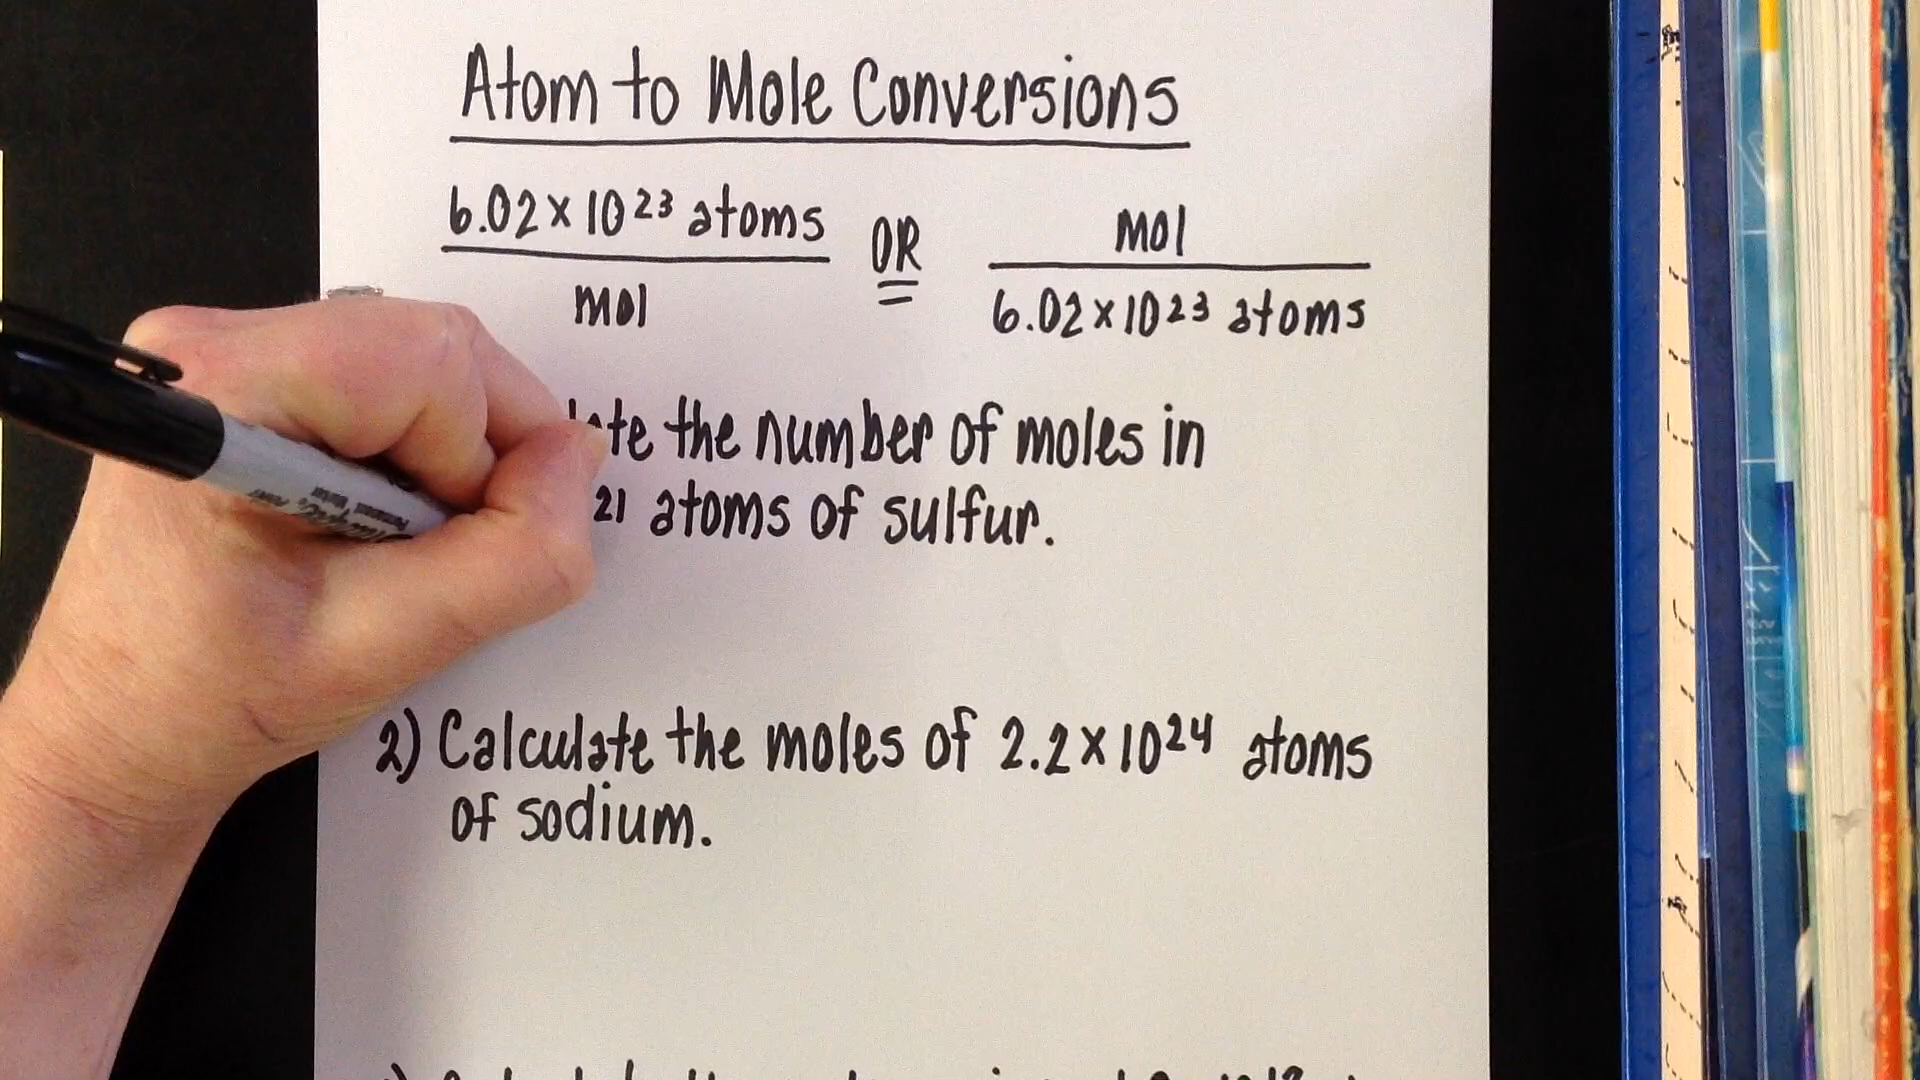 Atom to Mole Conversions
6.02 x 10²³ atoms
mol
OR
mol
6.02 x 10²³ atoms
the number of moles in
21 atoms of sulfur.
2) Calculate the moles of 2.2 x 10²⁴ atoms
of sodium.